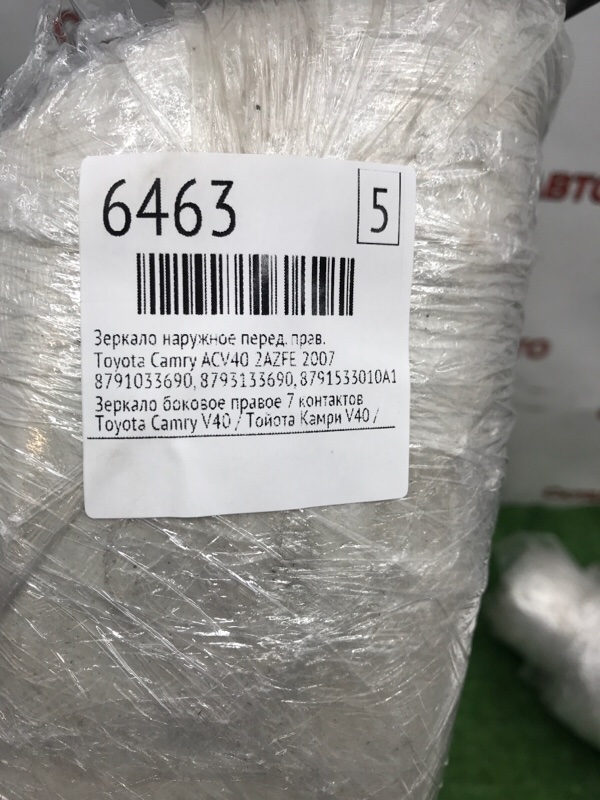 6463
5
Зеркало наружное перед. прав.
Toyota Camry ACV40 2AZFE 2007
8791033690, 8793133690, 8791533010A1
Зеркало боковое правое 7 контактов
Toyota Camry V40 / Тойота Камри V40 /
АВТО